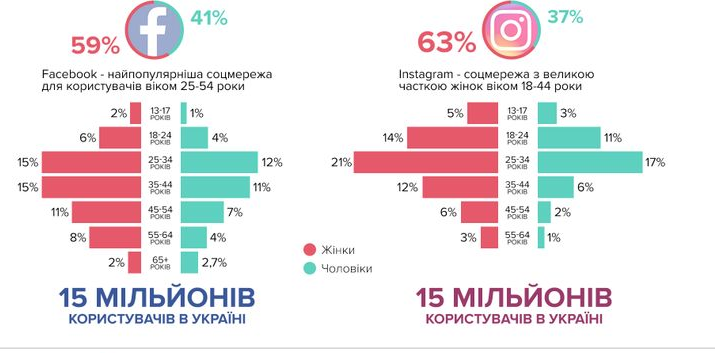 59%
41%
Facebook - найпопулярніша соцмережа
для користувачів віком 25-54 роки
2% 13-17 РОКІВ 1%
6% 18-24 РОКІВ 4%
15% 25-34 РОКІВ 12%
15% 35-44 РОКІВ 11%
11% 45-54 РОКІВ 7%
8% 55-64 РОКІВ 4%
2% 65+ РОКІВ 2,7%
15 МІЛЬЙОНІВ
КОРИСТУВАЧІВ В УКРАЇНІ
Жінки
Чоловіки
63%
37%
Instagram - соцмережа з великою
часткою жінок віком 18-44 роки
5% 13-17 РОКІВ 3%
14% 18-24 РОКІВ 11%
21% 25-34 РОКІВ 17%
12% 35-44 РОКІВ 6%
6% 45-54 РОКІВ 2%
3% 55-64 РОКІВ 1%
15 МІЛЬЙОНІВ
КОРИСТУВАЧІВ В УКРАЇНІ